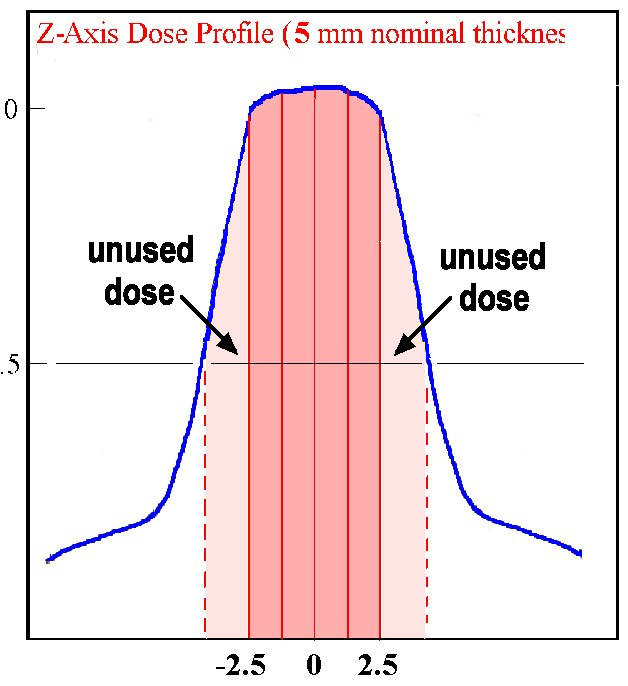 Z-Axis Dose Profile (5 mm nominal thicknes
0
unused
dose
unused
dose
.5
-2.5 0 2.5